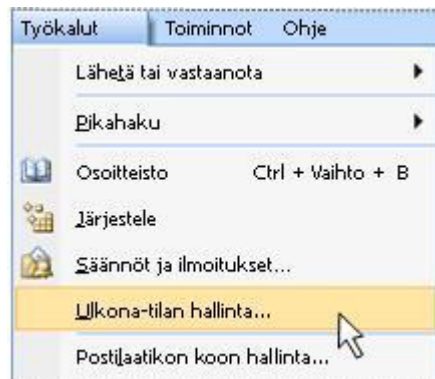 Työkalut Toiminnot Ohje
Lähetä tai vastaanota
Pikahaku
Osoitteisto Ctrl + Vaihto + B
Järjestele
Säännöt ja ilmoitukset...
Ulkona-tilan hallinta...
Postilaatikon koon hallinta...